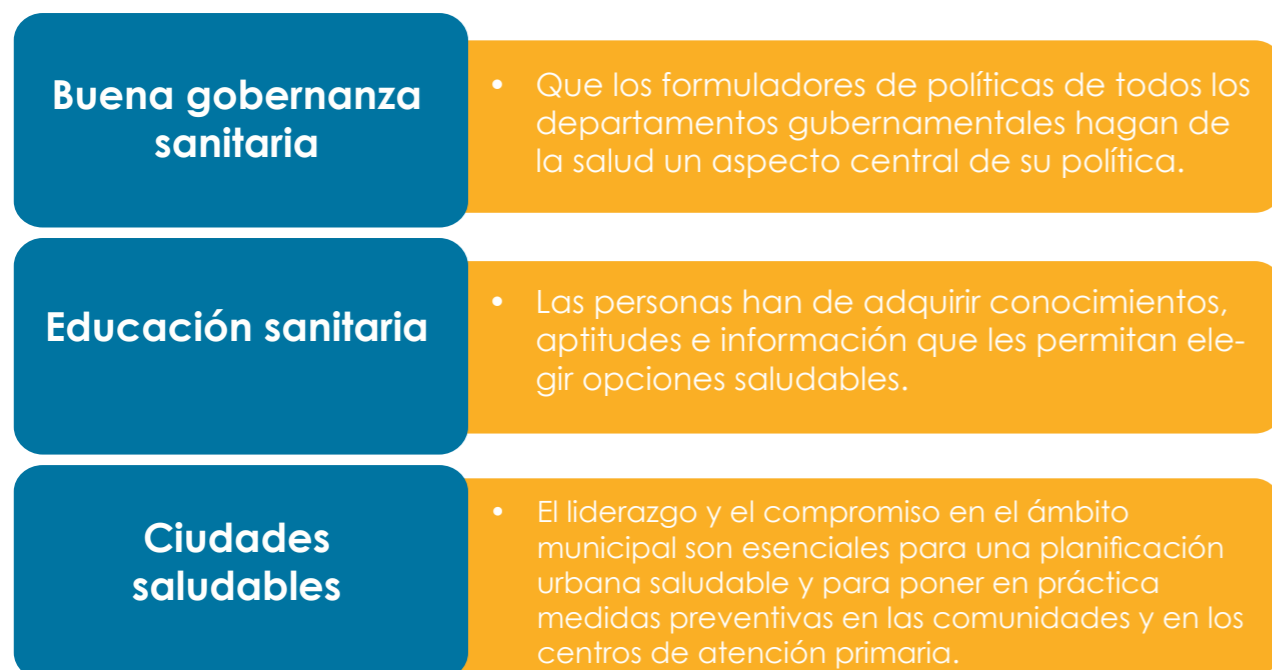 Buena gobernanza
sanitaria
• Que los formuladores de políticas de todos los
departamentos gubernamentales hagan de
la salud un aspecto central de su política.
Educación sanitaria
• Las personas han de adquirir conocimientos,
aptitudes e información que les permitan ele-
gir opciones saludables.
Ciudades
saludables
• El liderazgo y el compromiso en el ámbito
municipal son esenciales para una planificación
urbana saludable y para poner en práctica
medidas preventivas en las comunidades y en los
centros de atención primaria.